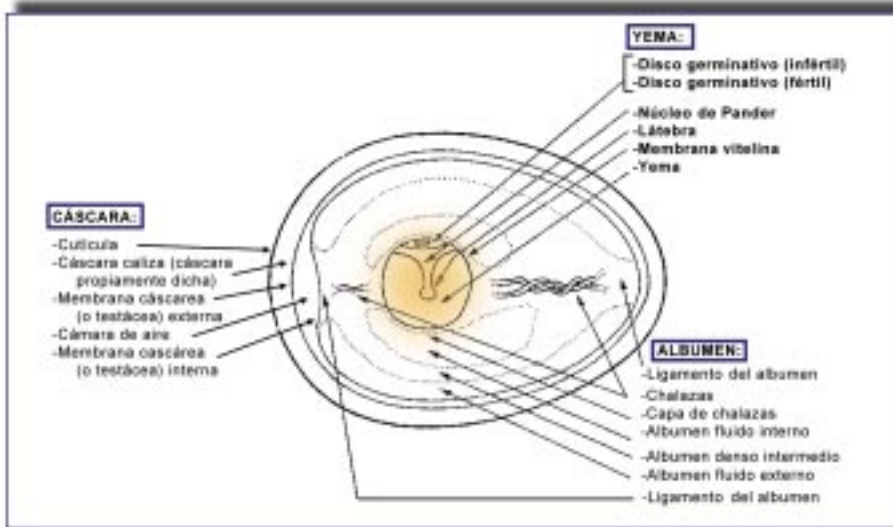 YEMA:
-Disco germinativo (infértil)
-Disco germinativo (fértil)
-Núcleo de Pander
-Látebra
-Membrana vitelina
-Yema
CÁSCARA:
-Cutícula
-Cáscara caliza (cáscara
propiamente dicha)
-Membrana cáscarea
(o testácea) externa
-Cámara de aire
-Membrana cascárea
(o testácea) interna
ALBUMEN:
-Ligamento del albumen
-Chalazas
-Capa de chalazas
-Albumen fluido interno
-Albumen denso intermedio
-Albumen fluido externo
-Ligamento del albumen